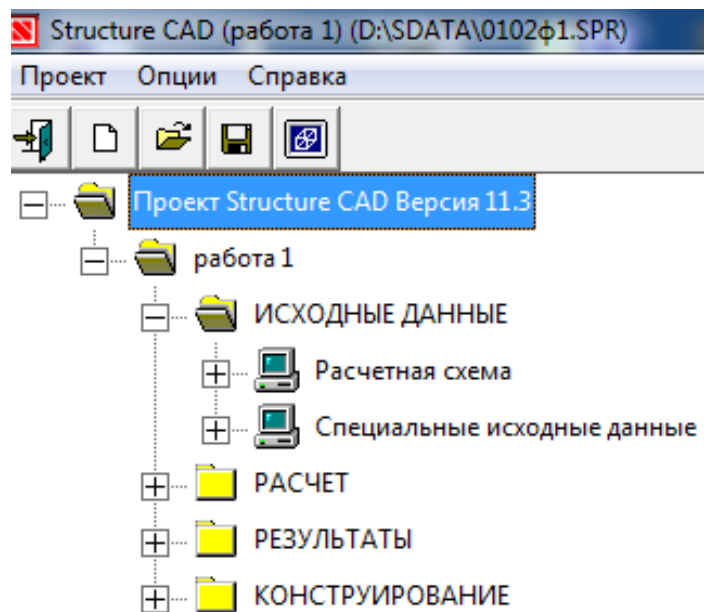 Structure CAD (работа 1) (D:\SDATA\0102ф1.SPR)
Проект Опции Справка
Проект Structure CAD Версия 11.3
работа 1
ИСХОДНЫЕ ДАННЫЕ
Расчетная схема
Специальные исходные данные
РАСЧЕТ
РЕЗУЛЬТАТЫ
КОНСТРУИРОВАНИЕ